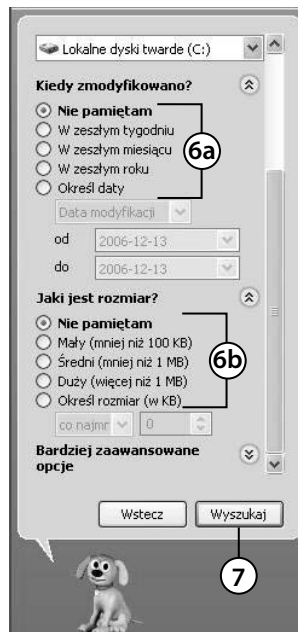 Lokalne dyski twarde (C:)
Kiedy zmodyfikowano?
Nie pamiętam
W zeszłym tygodniu
W zeszłym miesiącu
W zeszłym roku
Określ daty
6a
Data modyfikacji
od 2006-12-13
do 2006-12-13
Jaki jest rozmiar?
Nie pamiętam
Mały (mniej niż 100 KB)
Średni (mniej niż 1 MB)
Duży (więcej niż 1 MB)
Określ rozmiar (w KB)
6b
co najmr 0
Bardziej zaawansowane
opcje
Wstecz Wyszukaj
7